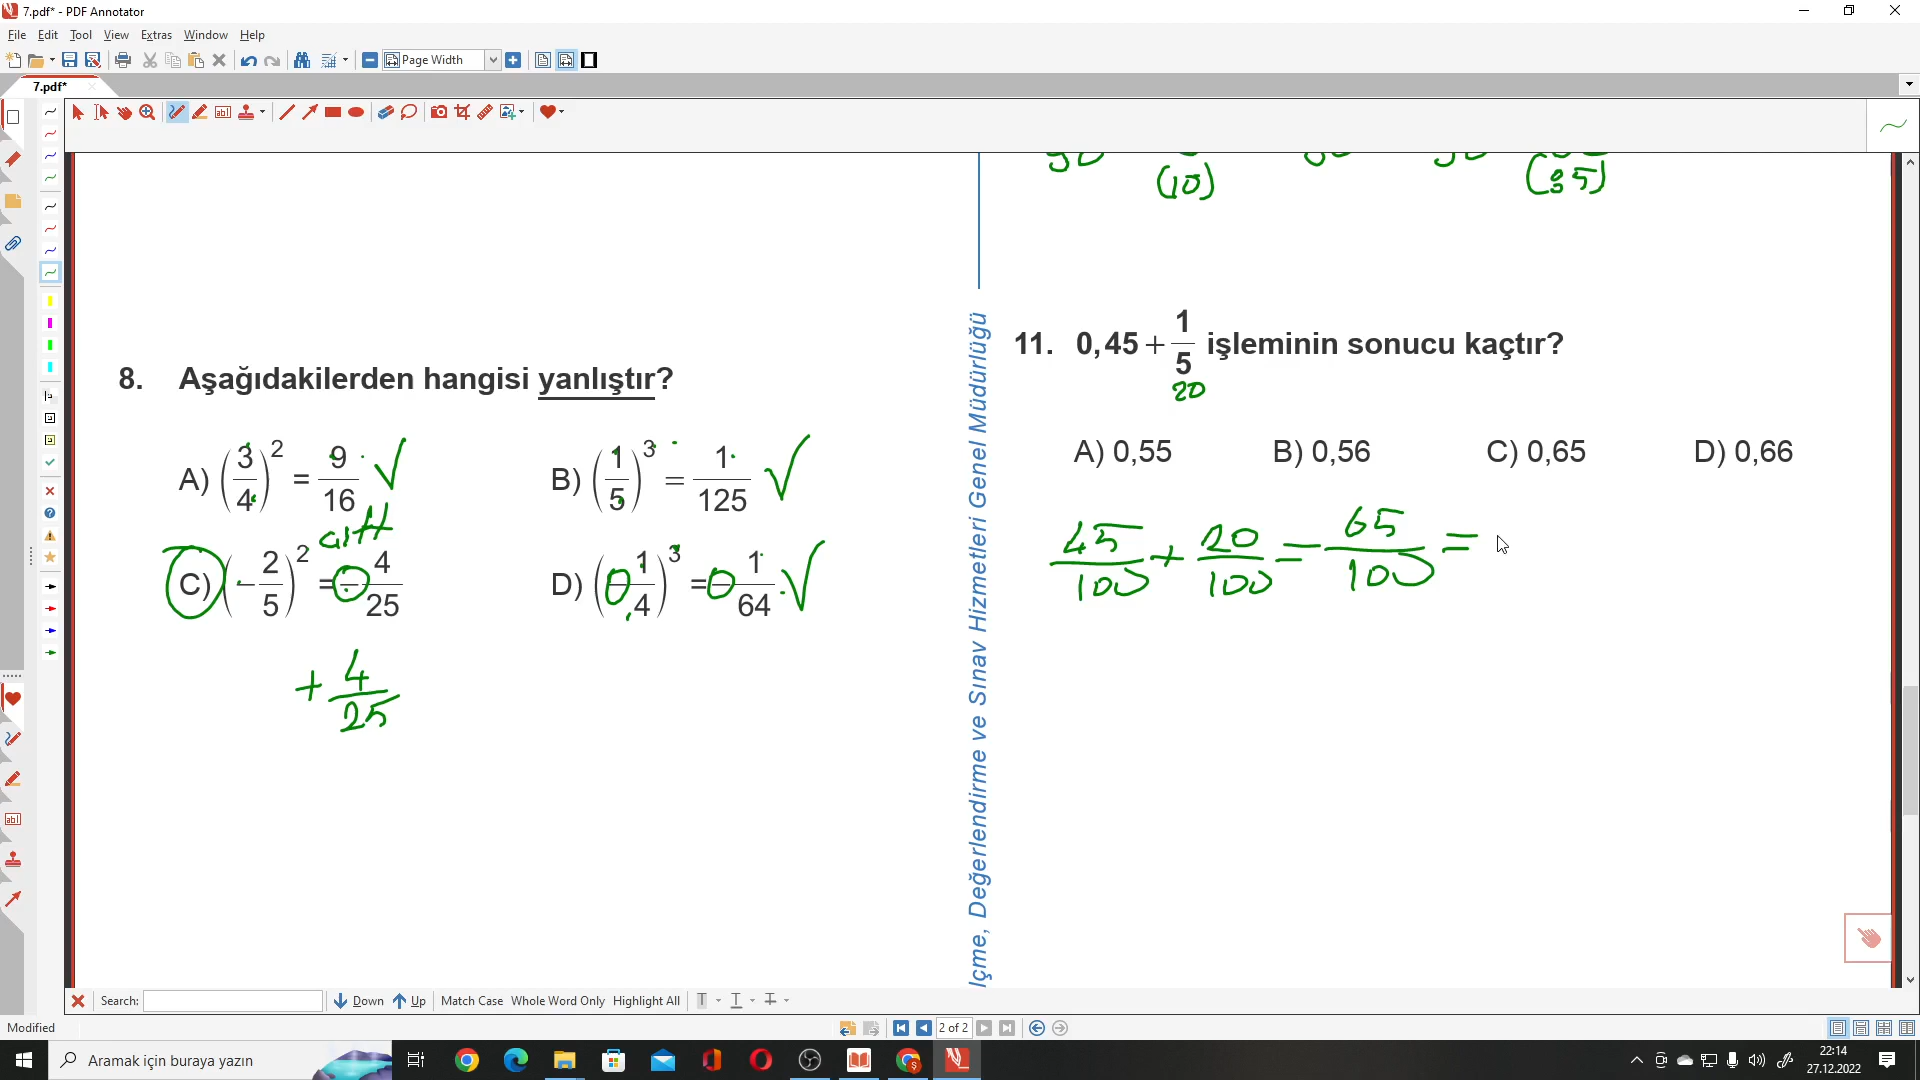 7.pdf* - PDF Annotator
File Edit Tool View Extras Window Help
Page Width
7.pdf*
(10)
(35)
8. Aşağıdakilerden hangisi yanlıştır?
A) (3/4)^2 = 9/16 √
B) (1/5)^3 = 1/125 √
çift
C) (-2/5)^2 = -4/25
D) (-1/4)^3 = -1/64 √
+ 4/25
lçme, Değerlendirme ve Sınav Hizmetleri Genel Müdürlüğü
11. 0,45 + 1/5 işleminin sonucu kaçtır?
20
A) 0,55 B) 0,56 C) 0,65 D) 0,66
45/100 + 20/100 = 65/100 =
Search: Down Up Match Case Whole Word Only Highlight All
Modified
2 of 2
Aramak için buraya yazın
22:14
27.12.2022